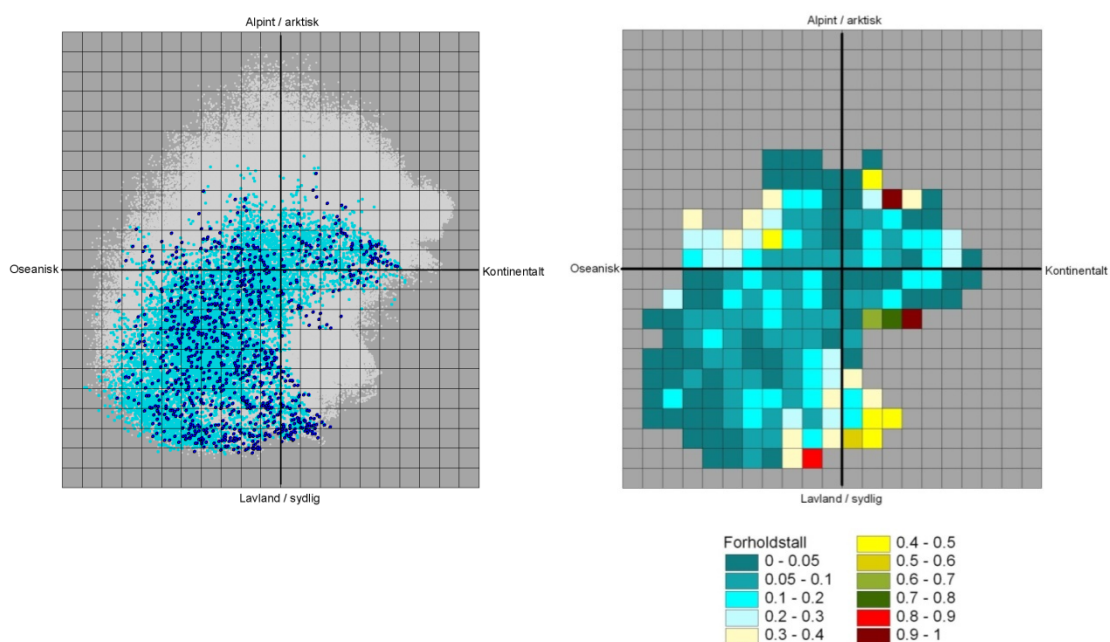 Alpint / arktisk
Alpint / arktisk
Oseanisk
Kontinentalt
Oseanisk
Kontinentalt
Lavland / sydlig
Lavland / sydlig
Forholdstall
0 - 0.05
0.05 - 0.1
0.1 - 0.2
0.2 - 0.3
0.3 - 0.4
0.4 - 0.5
0.5 - 0.6
0.6 - 0.7
0.7 - 0.8
0.8 - 0.9
0.9 - 1